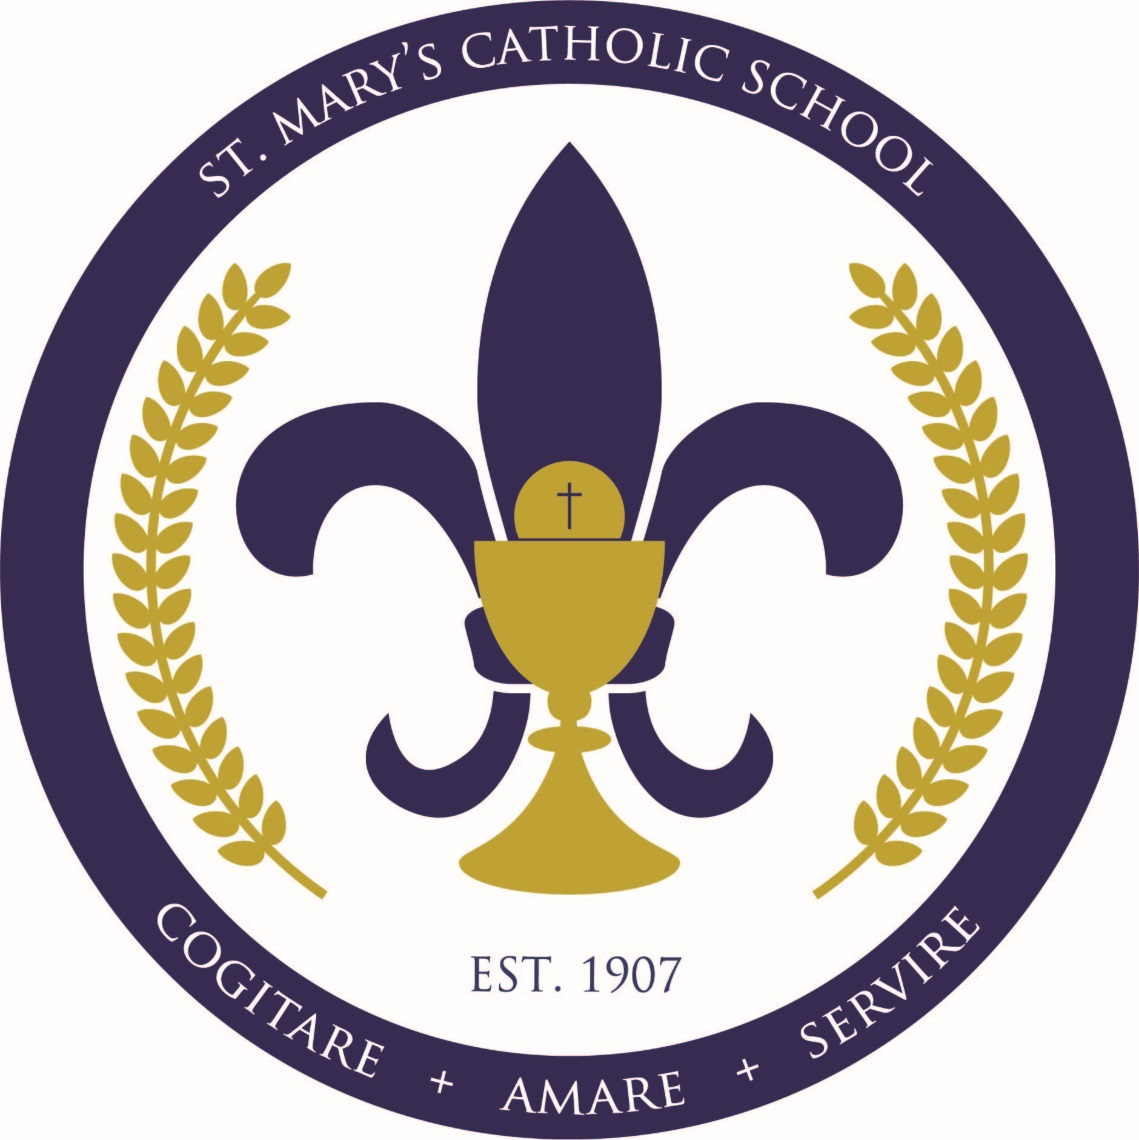 ST. MARY'S CATHOLIC SCHOOL
EST. 1907
COGITARE + AMARE + SERVIRE